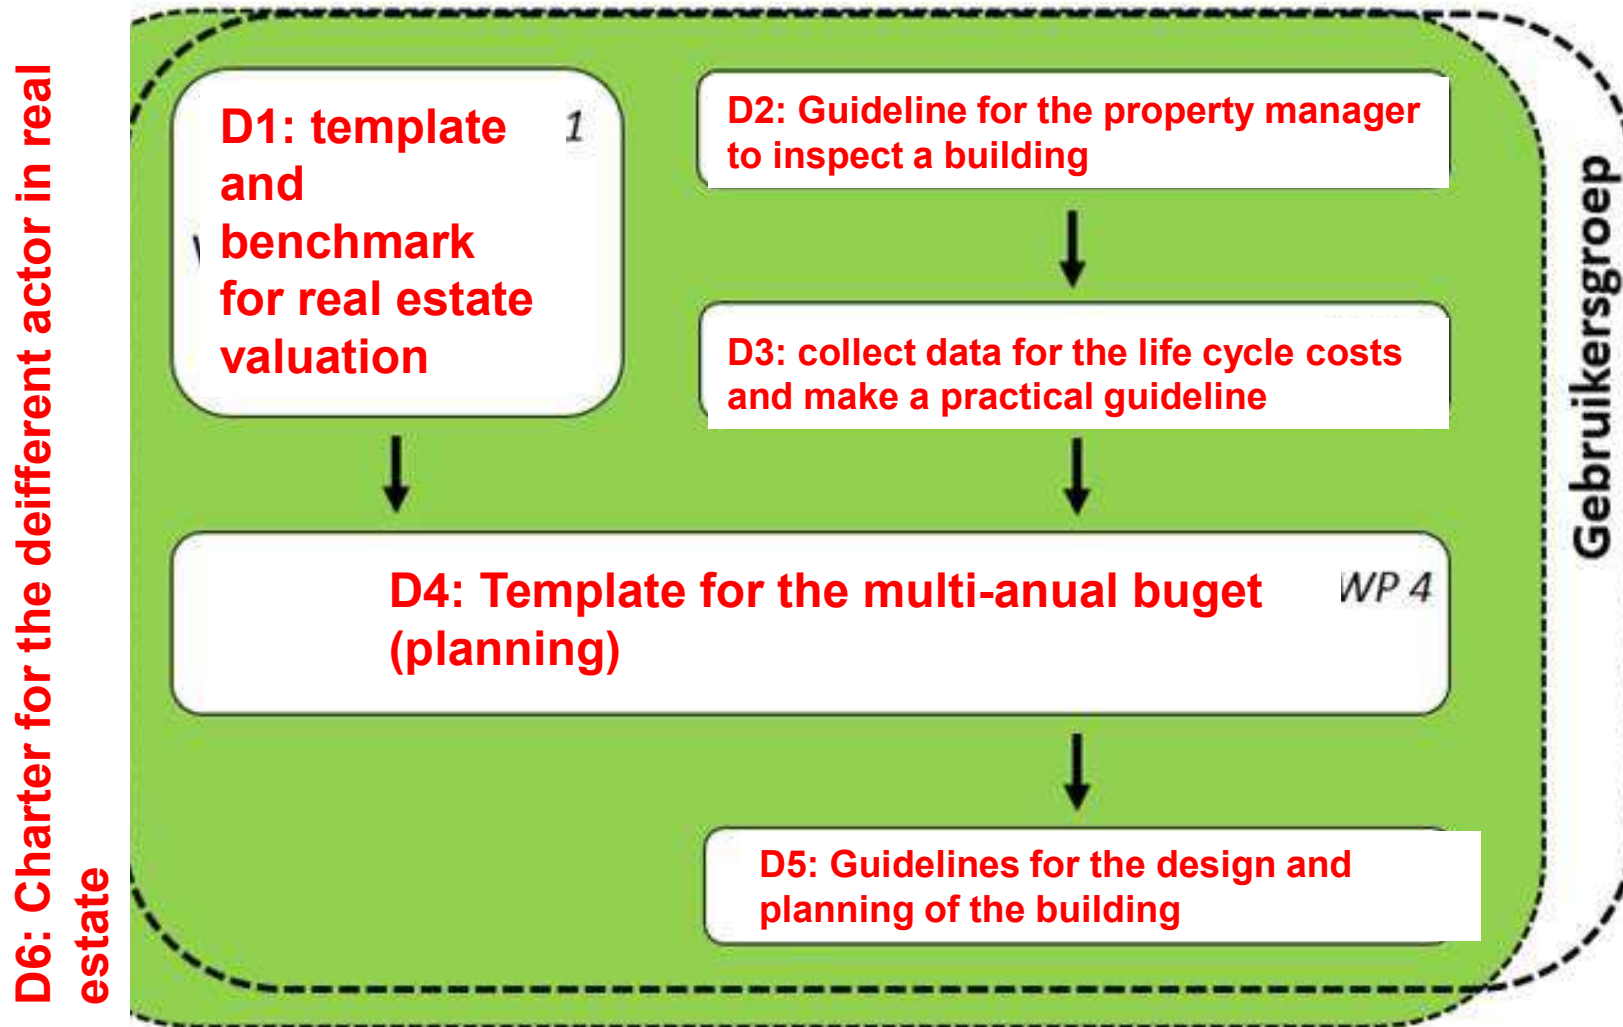 D6: Charter for the deifferent actor in real
estate
D1: template
and
benchmark
for real estate
valuation
1
D2: Guideline for the property manager
to inspect a building
D3: collect data for the life cycle costs
and make a practical guideline
D4: Template for the multi-anual buget
(planning)
WP 4
D5: Guidelines for the design and
planning of the building
Gebruikersgroep